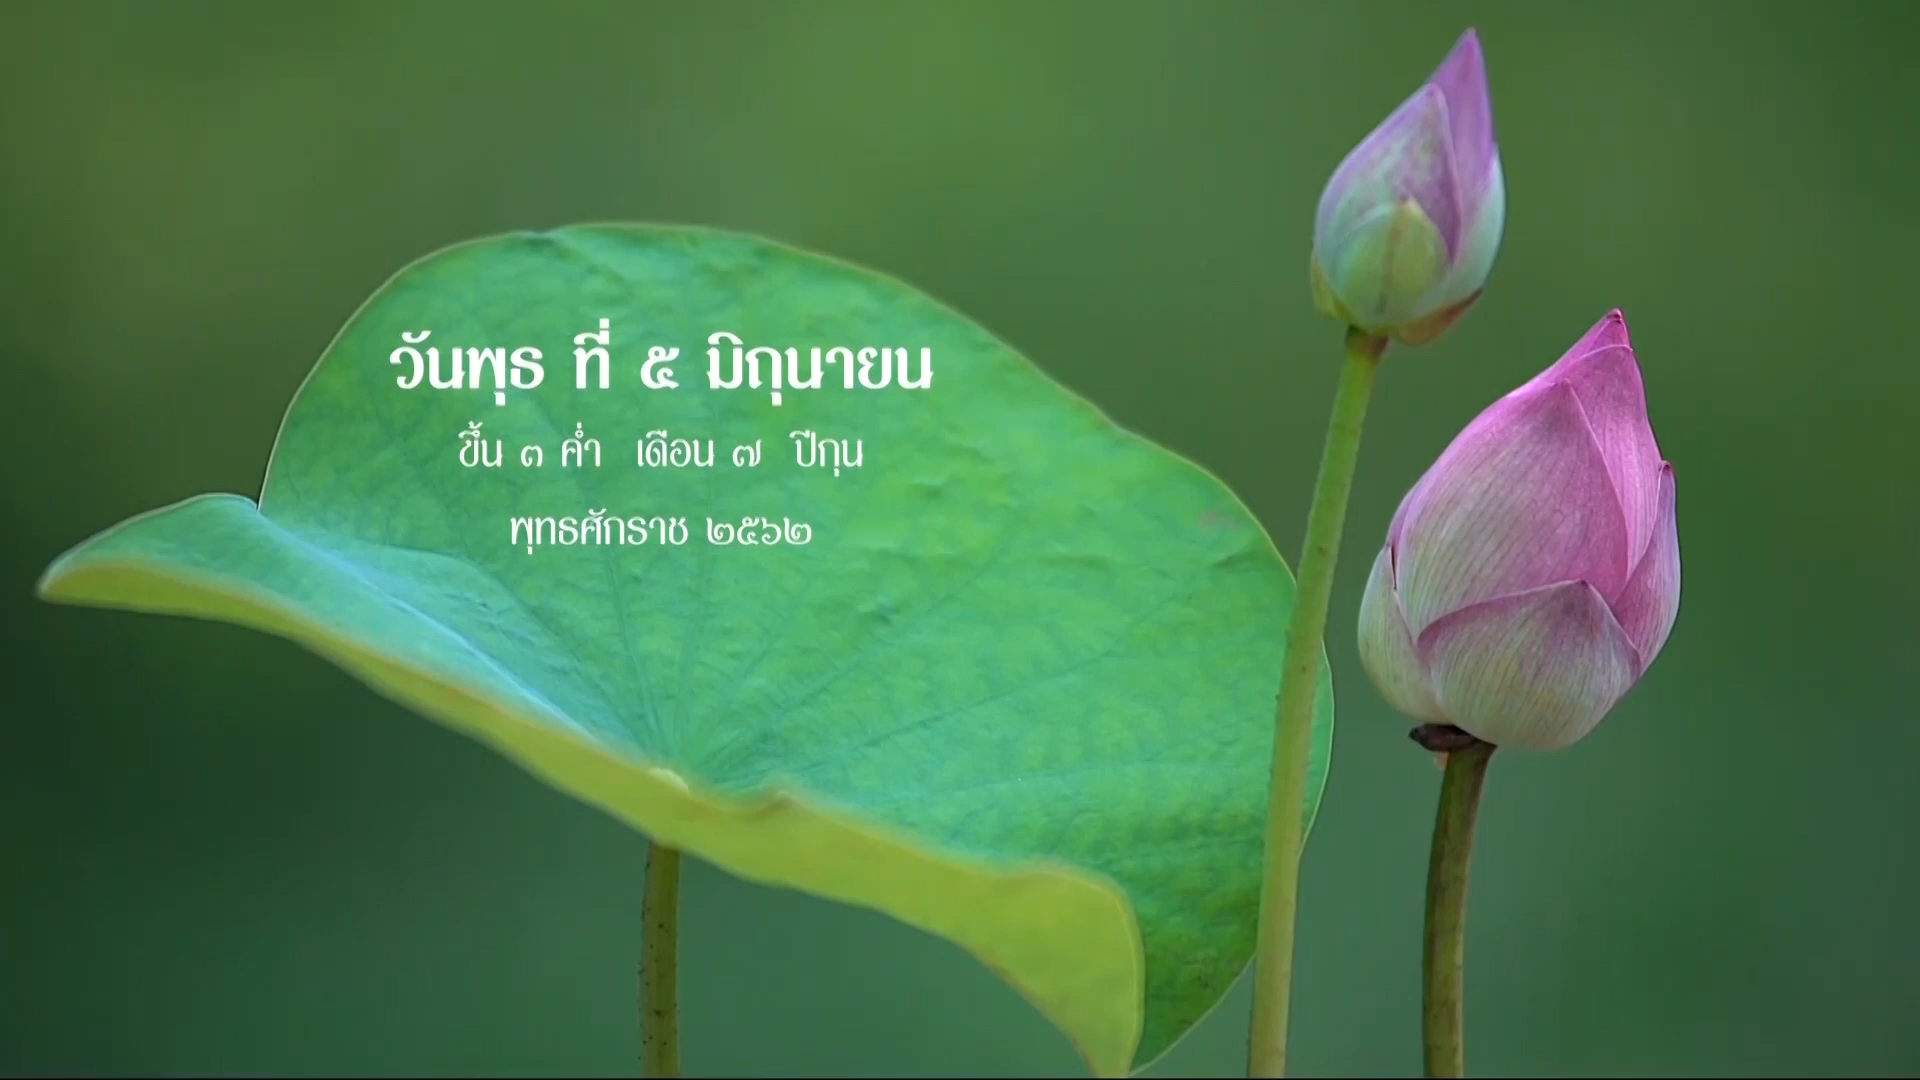 วันพุธ ที่ ๕ มิถุนายน
ขึ้น ๓ ค่ำ เดือน ๗ ปีกุน
พุทธศักราช ๒๕๖๒